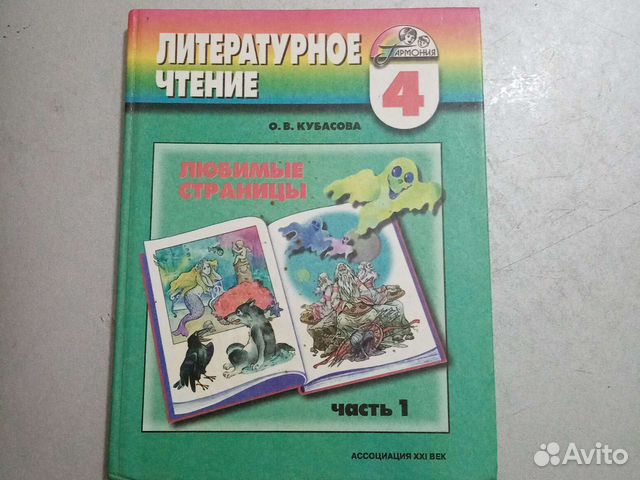 ЛИТЕРАТУРНОЕ
ЧТЕНИЕ
ГАРМОНИЯ
4
О. В. КУБАСОВА
ЛЮБИМЫЕ
СТРАНИЦЫ
часть 1
АССОЦИАЦИЯ XXI ВЕК
Avito